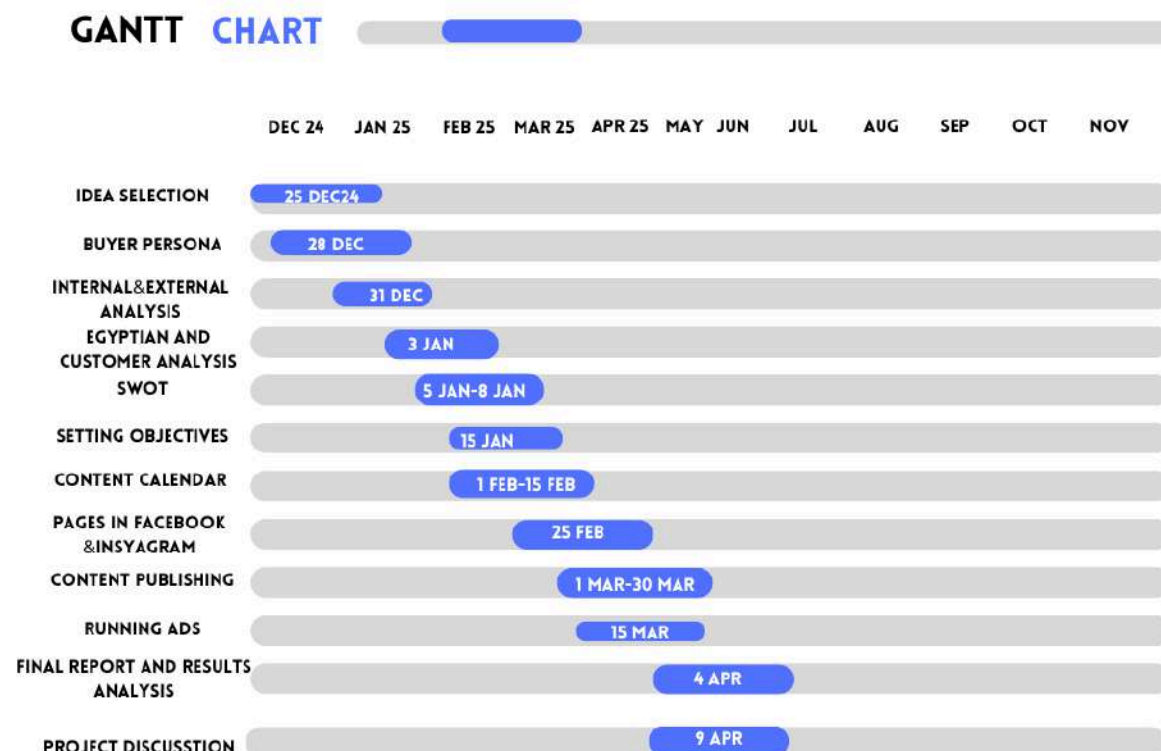 GANTT CHART
DEC 24 JAN 25 FEB 25 MAR 25 APR 25 MAY JUN JUL AUG SEP OCT NOV
IDEA SELECTION 25 DEC24
BUYER PERSONA 28 DEC
INTERNAL&EXTERNAL
ANALYSIS
31 DEC
EGYPTIAN AND
CUSTOMER ANALYSIS
3 JAN
SWOT 5 JAN-8 JAN
SETTING OBJECTIVES 15 JAN
CONTENT CALENDAR 1 FEB-15 FEB
PAGES IN FACEBOOK
&INSYAGRAM
25 FEB
CONTENT PUBLISHING 1 MAR-30 MAR
RUNNING ADS 15 MAR
FINAL REPORT AND RESULTS
ANALYSIS
4 APR
PROJECT DISCUSSTION 9 APR